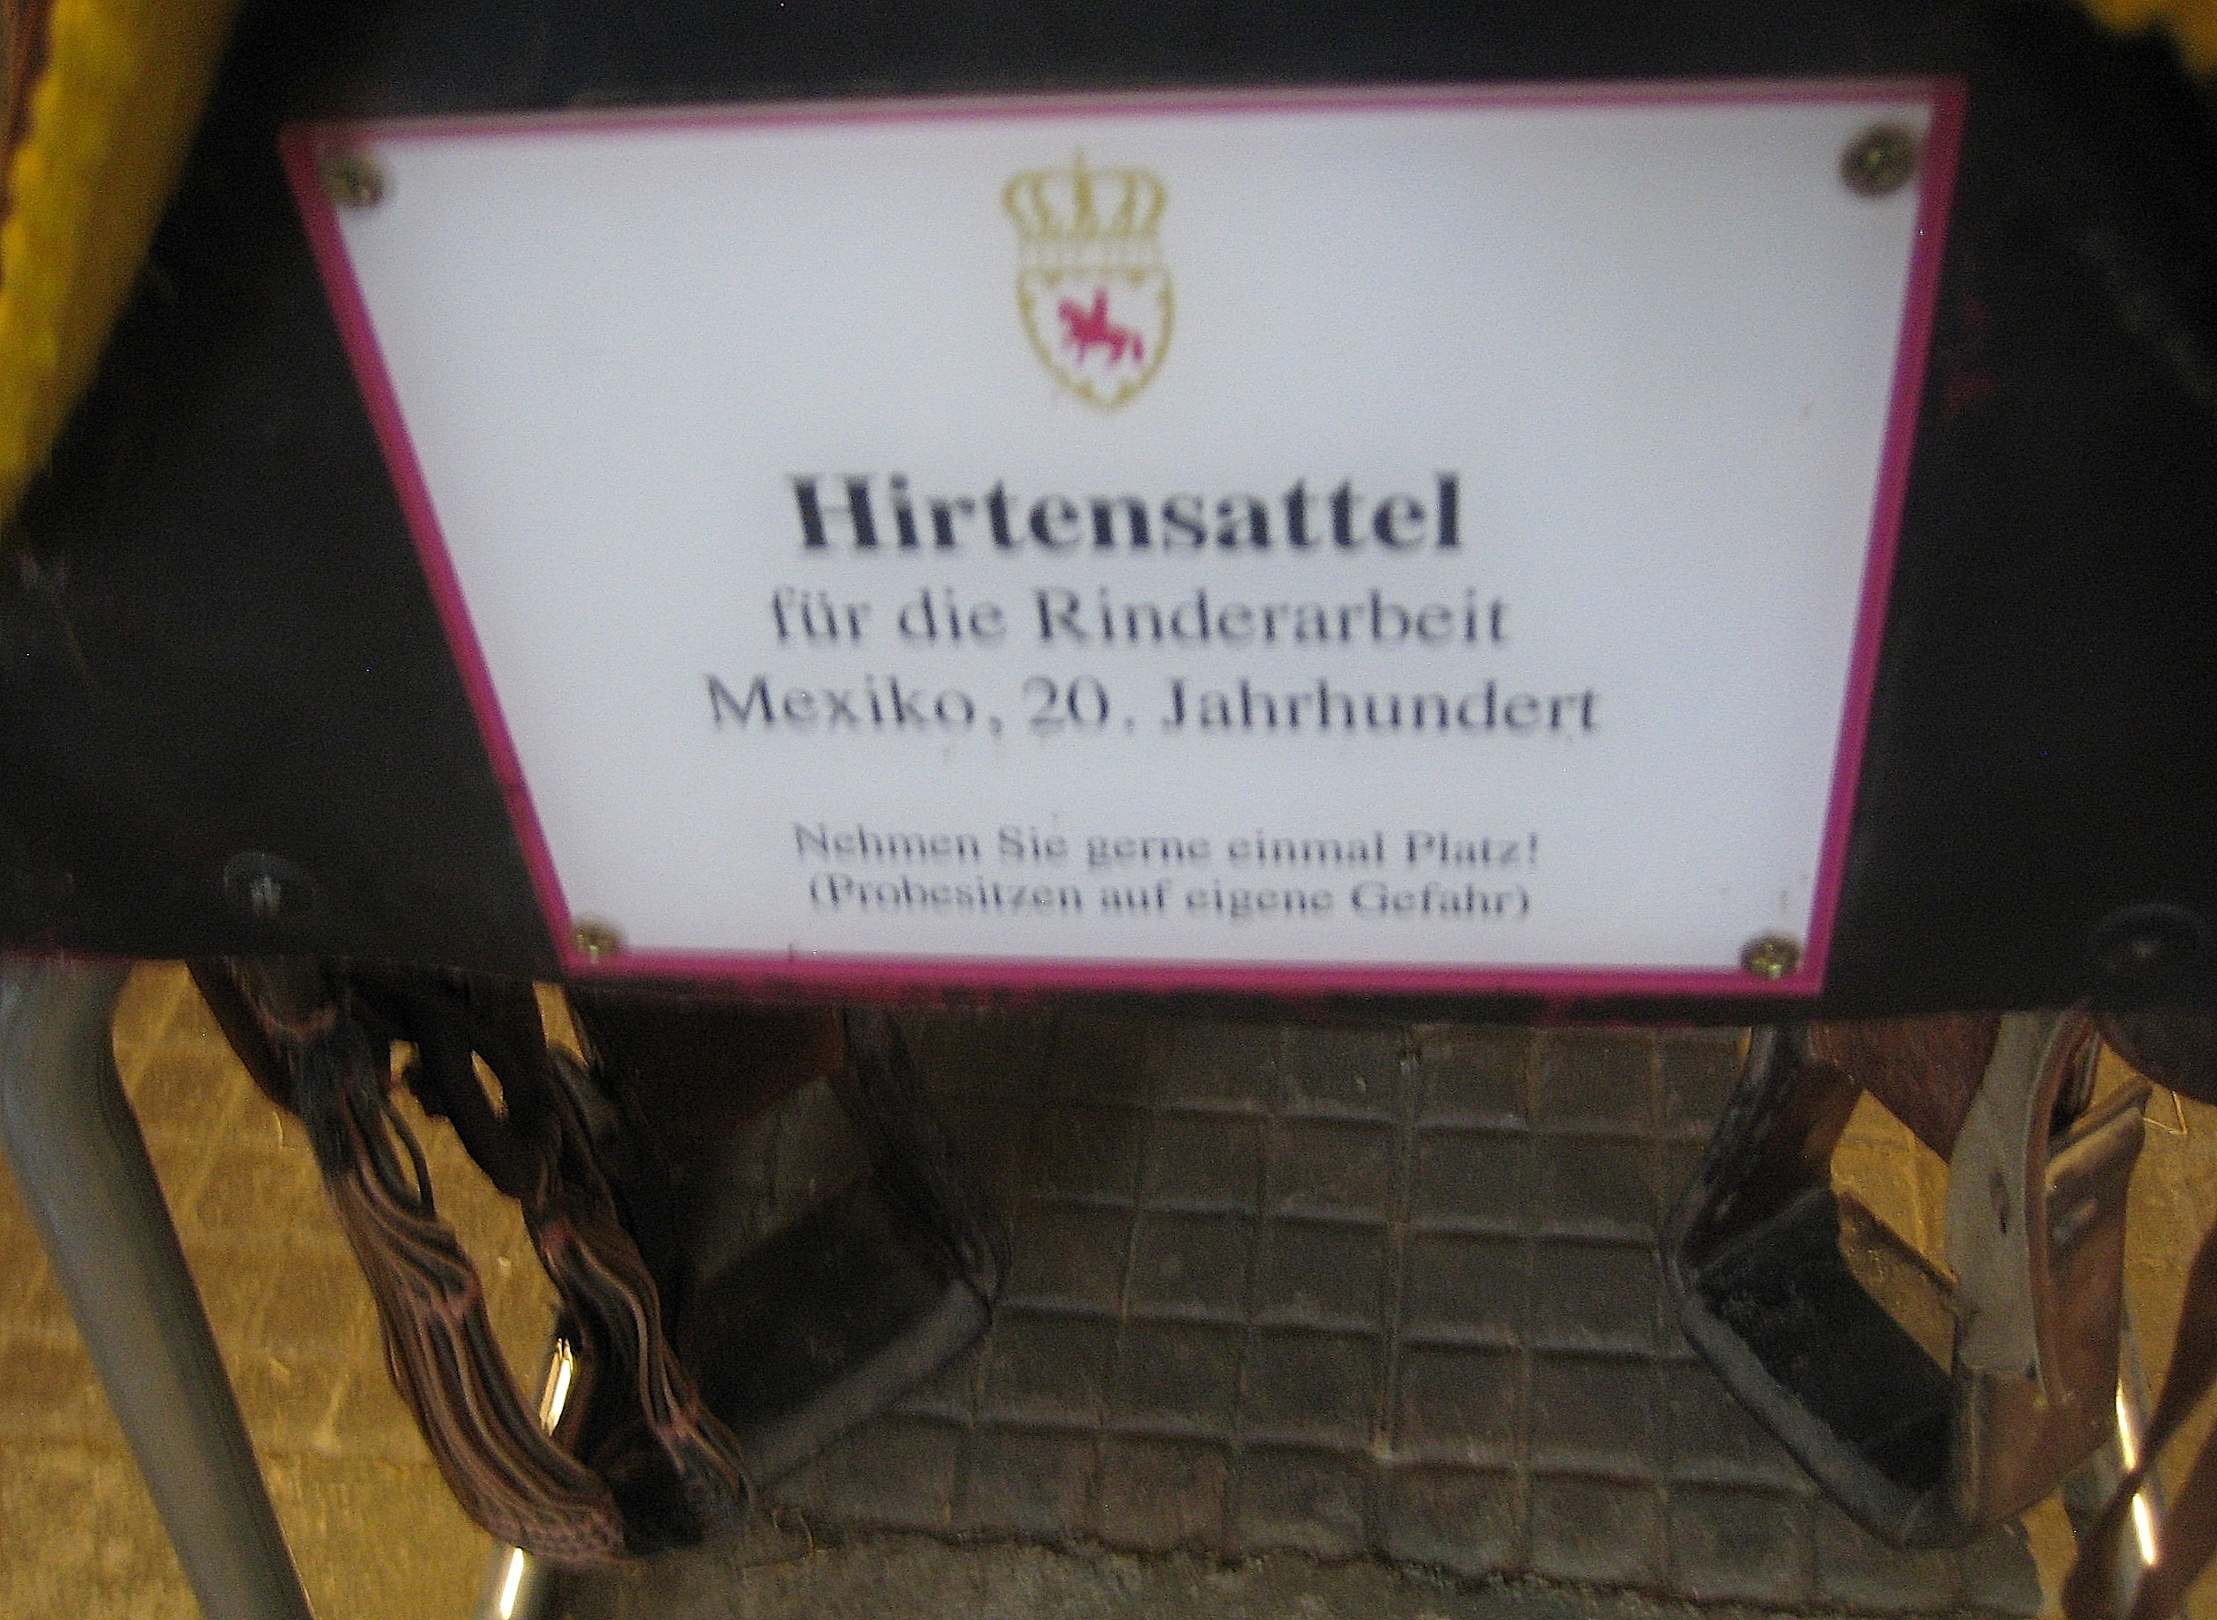 Hirtensattel
für die Rinderarbeit
Mexiko, 20. Jahrhundert
Nehmen Sie gerne einmal Platz!
(Probesitzen auf eigene Gefahr)